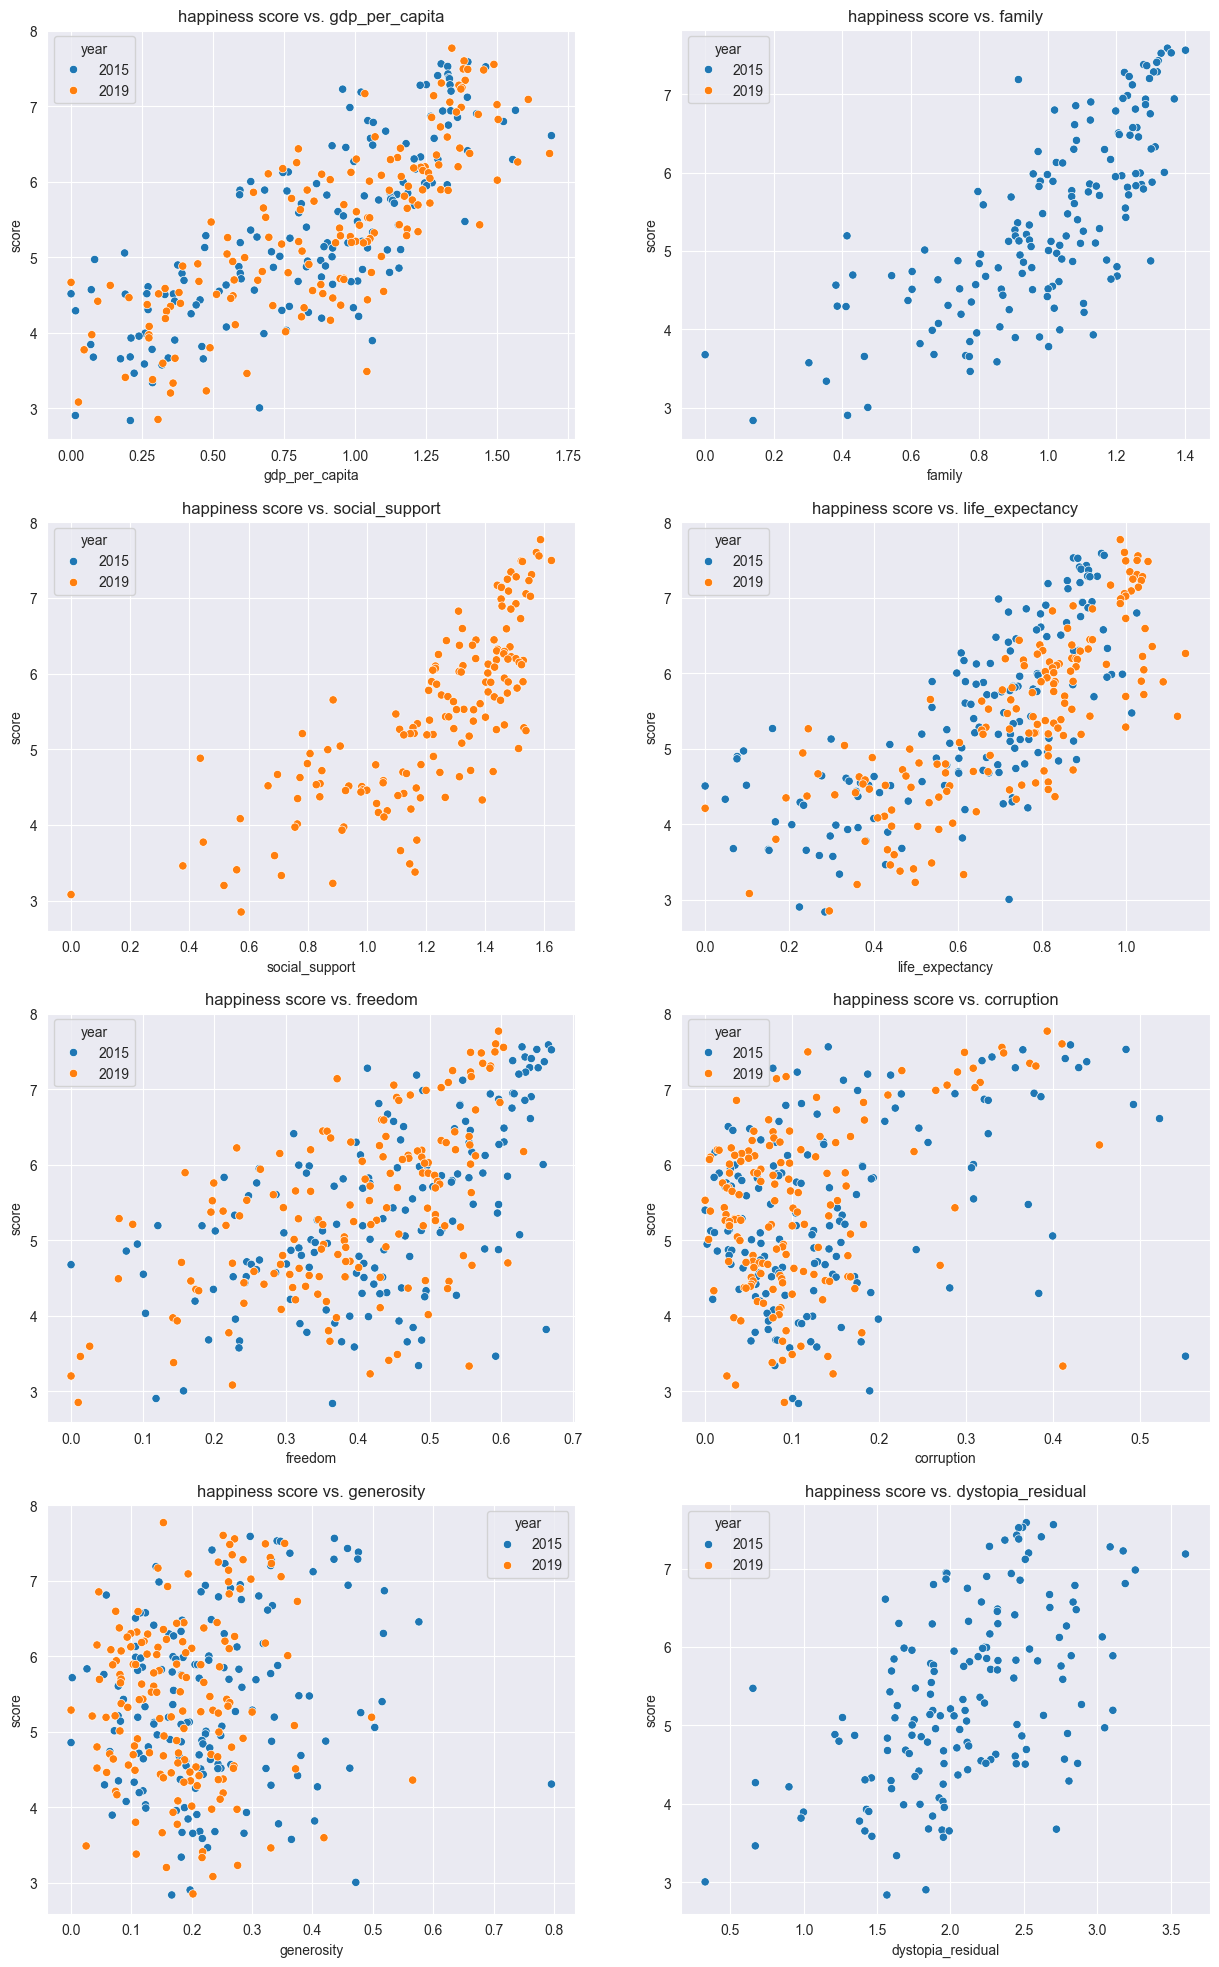 happiness score vs. gdp_per_capita
year
2015
2019
score
8
7
6
5
4
3
0.00 0.25 0.50 0.75 1.00 1.25 1.50 1.75
gdp_per_capita
happiness score vs. family
year
2015
2019
score
7
6
5
4
3
0.0 0.2 0.4 0.6 0.8 1.0 1.2 1.4
family
happiness score vs. social_support
year
2015
2019
score
8
7
6
5
4
3
0.0 0.2 0.4 0.6 0.8 1.0 1.2 1.4 1.6
social_support
happiness score vs. life_expectancy
year
2015
2019
score
8
7
6
5
4
3
0.0 0.2 0.4 0.6 0.8 1.0
life_expectancy
happiness score vs. freedom
year
2015
2019
score
8
7
6
5
4
3
0.0 0.1 0.2 0.3 0.4 0.5 0.6 0.7
freedom
happiness score vs. corruption
year
2015
2019
score
8
7
6
5
4
3
0.0 0.1 0.2 0.3 0.4 0.5
corruption
happiness score vs. generosity
year
2015
2019
score
8
7
6
5
4
3
0.0 0.1 0.2 0.3 0.4 0.5 0.6 0.7 0.8
generosity
happiness score vs. dystopia_residual
year
2015
2019
score
7
6
5
4
3
0.5 1.0 1.5 2.0 2.5 3.0 3.5
dystopia_residual